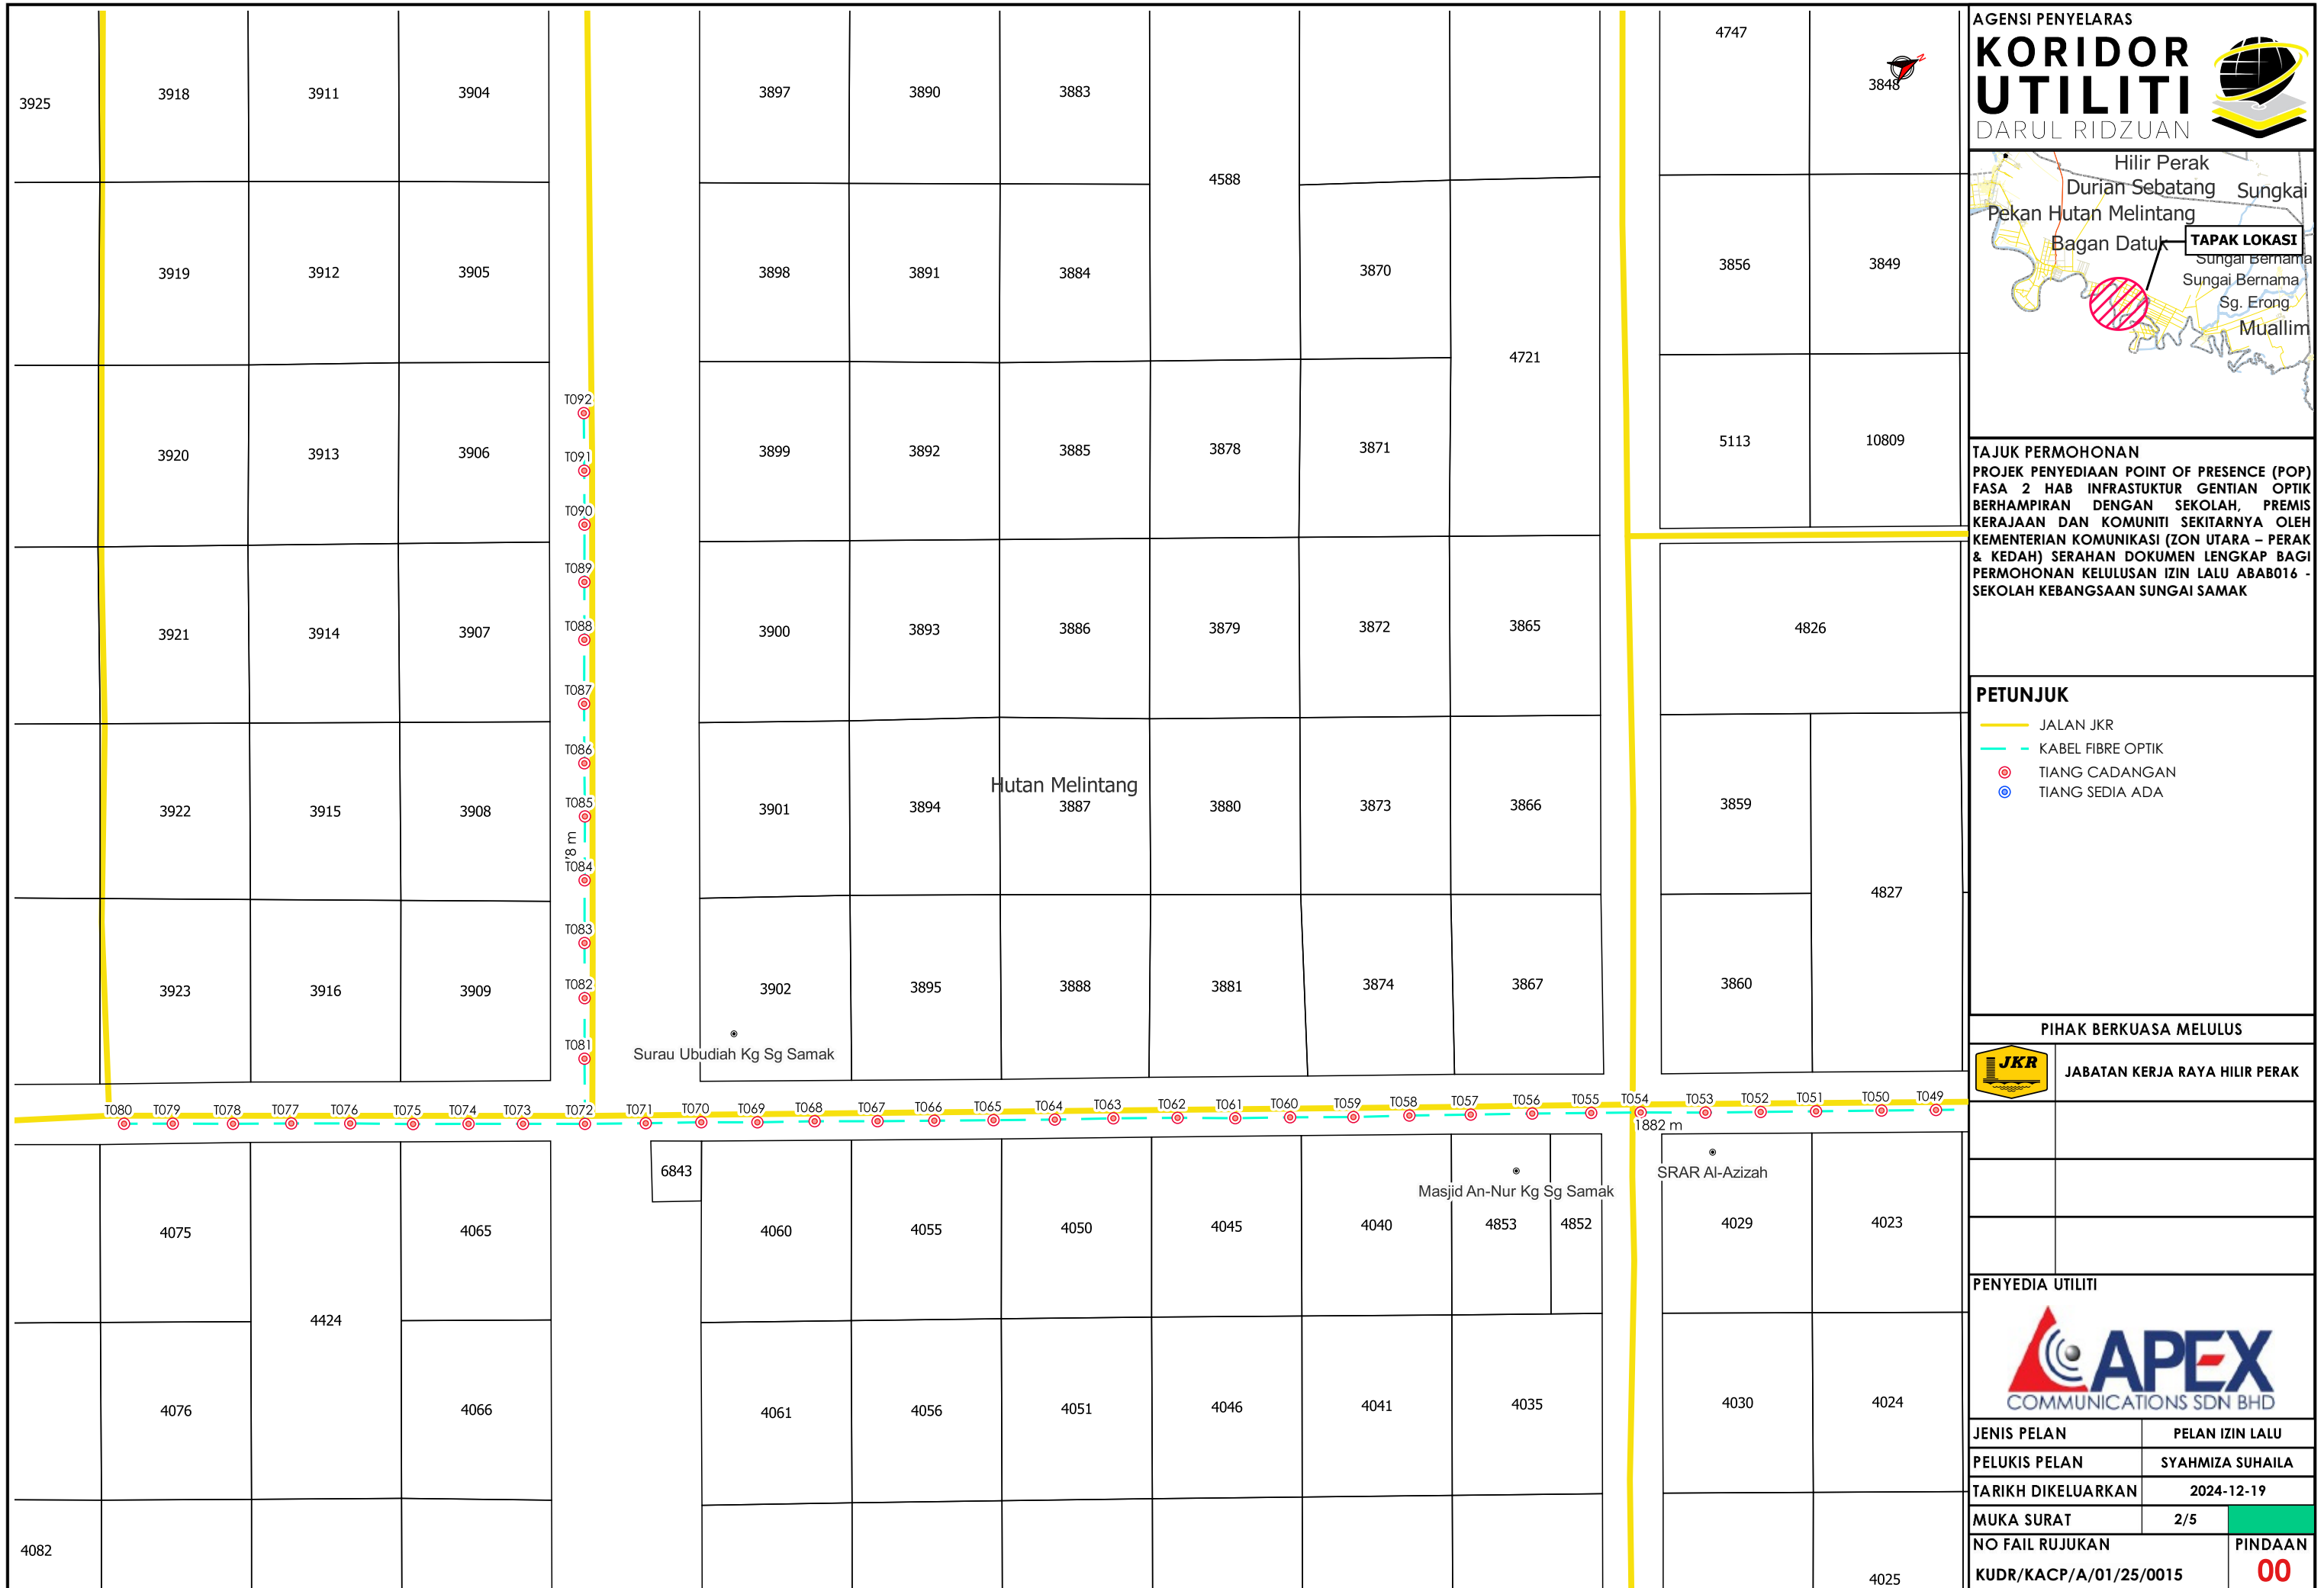 4747
3848
3925
3918
3911
3904
3897
3890
3883
4588
3919
3912
3905
3898
3891
3884
3870
3856
3849
4721
T092
3920
3913
3906
T091
3899
3892
3885
3878
3871
5113
10809
T090
T089
3921
3914
3907
T088
3900
3893
3886
3879
3872
3865
4826
T087
T086
Hutan Melintang
3922
3915
3908
T085
3901
3894
3887
3880
3873
3866
3859
8 m
T084
4827
T083
3923
3916
3909
T082
3902
3895
3888
3881
3874
3867
3860
T081
Surau Ubudiah Kg Sg Samak
T080 T079 T078 T077 T076 T075 T074 T073 T072 T071 T070 T069 T068 T067 T066 T065 T064 T063 T062 T061 T060 T059 T058 T057 T056 T055 T054 T053 T052 T051 T050 T049
1882 m
6843
Masjid An-Nur Kg Sg Samak
SRAR Al-Azizah
4075
4065
4060
4055
4050
4045
4040
4853
4852
4029
4023
4424
4076
4066
4061
4056
4051
4046
4041
4035
4030
4024
4082
4025
AGENSI PENYELARAS
KORIDOR
UTILITI
DARUL RIDZUAN
Hilir Perak
Durian Sebatang
Sungkai
Pekan Hutan Melintang
Bagan Datuk
TAPAK LOKASI
Sungai Bernama
Sungai Bernama
Sg. Erong
Muallim
TAJUK PERMOHONAN
PROJEK PENYEDIAAN POINT OF PRESENCE (POP)
FASA 2 HAB INFRASTUKTUR GENTIAN OPTIK
BERHAMPIRAN DENGAN SEKOLAH, PREMIS
KERAJAAN DAN KOMUNITI SEKITARNYA OLEH
KEMENTERIAN KOMUNIKASI (ZON UTARA – PERAK
& KEDAH) SERAHAN DOKUMEN LENGKAP BAGI
PERMOHONAN KELULUSAN IZIN LALU ABAB016 -
SEKOLAH KEBANGSAAN SUNGAI SAMAK
PETUNJUK
JALAN JKR
KABEL FIBRE OPTIK
TIANG CADANGAN
TIANG SEDIA ADA
PIHAK BERKUASA MELULUS
JKR
JABATAN KERJA RAYA HILIR PERAK
PENYEDIA UTILITI
APEX
COMMUNICATIONS SDN BHD
JENIS PELAN
PELAN IZIN LALU
PELUKIS PELAN
SYAHMIZA SUHAILA
TARIKH DIKELUARKAN
2024-12-19
MUKA SURAT
2/5
NO FAIL RUJUKAN
PINDAAN
KUDR/KACP/A/01/25/0015
00